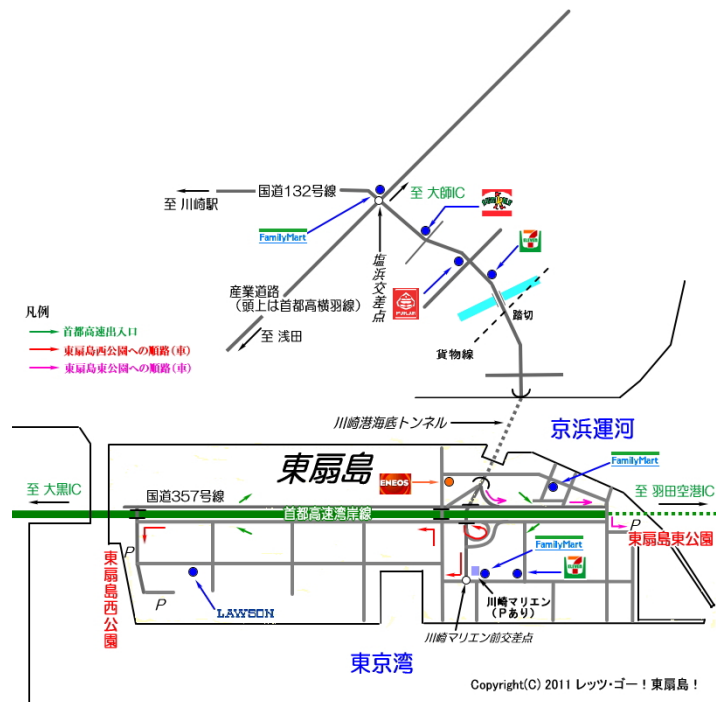 国道132号線
至 川崎駅
至 大師IC
FamilyMart
塩浜交差点
産業道路
(頭上は首都高横羽線)
至 浅田
踏切
貨物線
凡例
首都高速出入口
東扇島西公園への順路(車)
東扇島東公園への順路(車)
川崎港海底トンネル
京浜運河
東扇島
ENEOS
FamilyMart
至 大黒IC
国道357号線
首都高速湾岸線
至 羽田空港IC
P
東扇島東公園
東扇島西公園
P
P
LAWSON
FamilyMart
川崎マリエン
(Pあり)
川崎マリエン前交差点
東京湾
Copyright(C) 2011 レッツ・ゴー！東扇島！